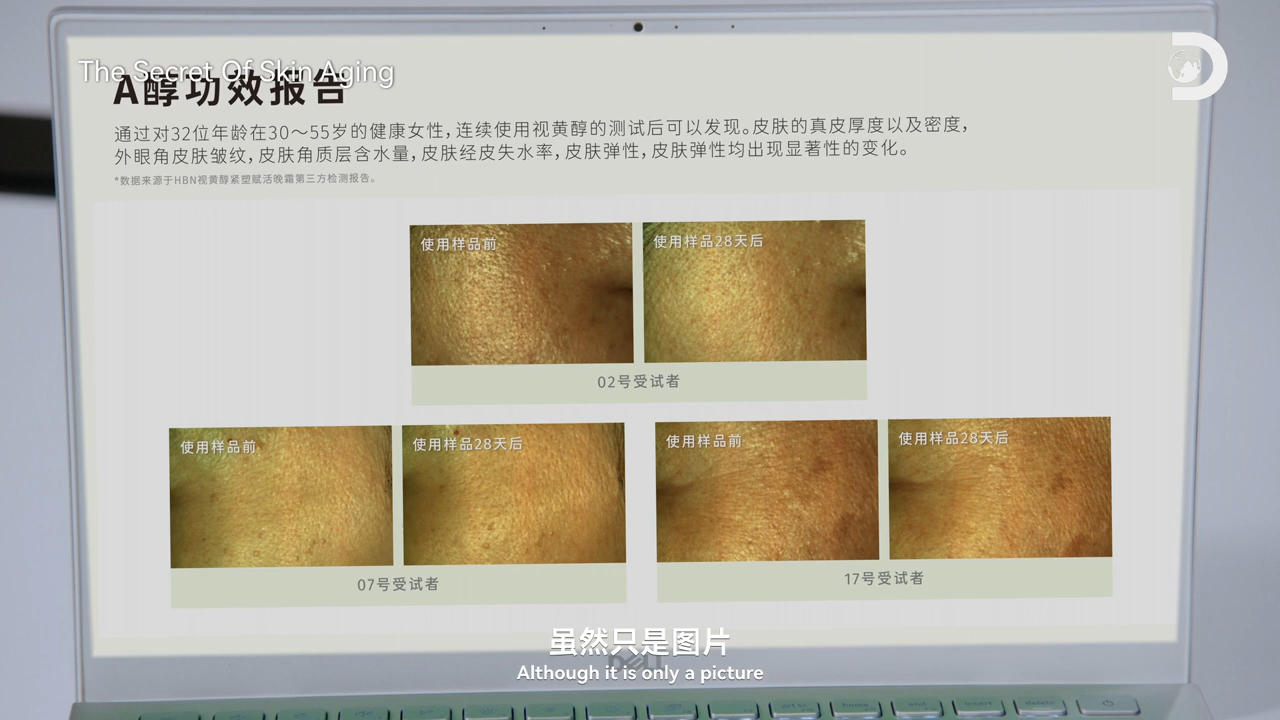 The Secret Of Skin Aging
A醇功效报告
通过对32位年龄在30～55岁的健康女性，连续使用视黄醇的测试后可以发现。皮肤的真皮厚度以及密度，
外眼角皮肤皱纹，皮肤角质层含水量，皮肤经皮失水率，皮肤弹性，皮肤弹性均出现显著性的变化。
*数据来源于HBN视黄醇紧塑赋活晚霜第三方检测报告。
使用样品前
使用样品28天后
02号受试者
使用样品前
使用样品28天后
使用样品前
使用样品28天后
07号受试者
17号受试者
虽然只是图片
Although it is only a picture
home
end
insert
delete